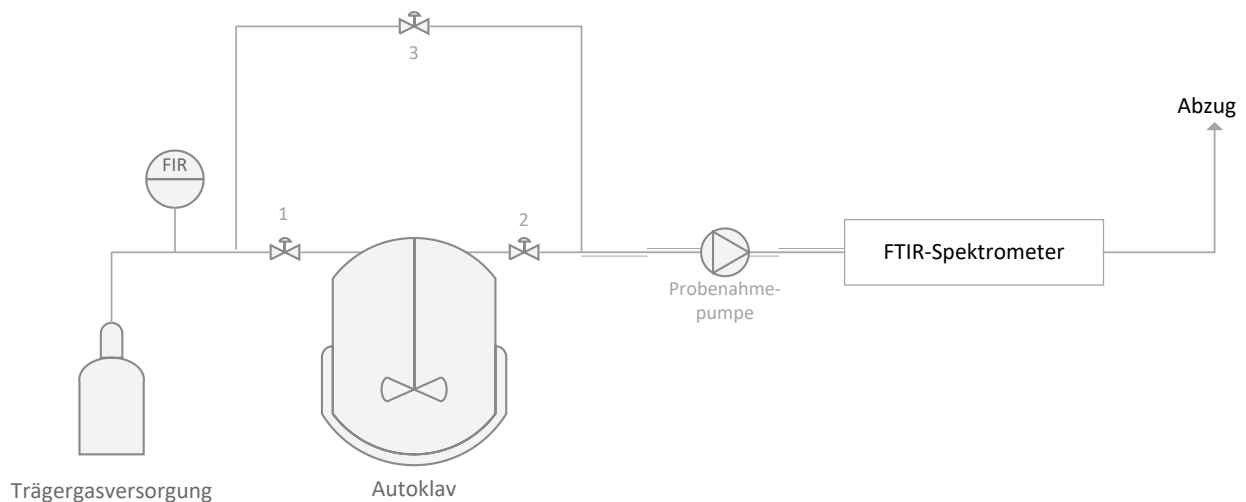 3
Abzug
FIR
1
2
FTIR-Spektrometer
Probenahme-
pumpe
Trägergasversorgung
Autoklav